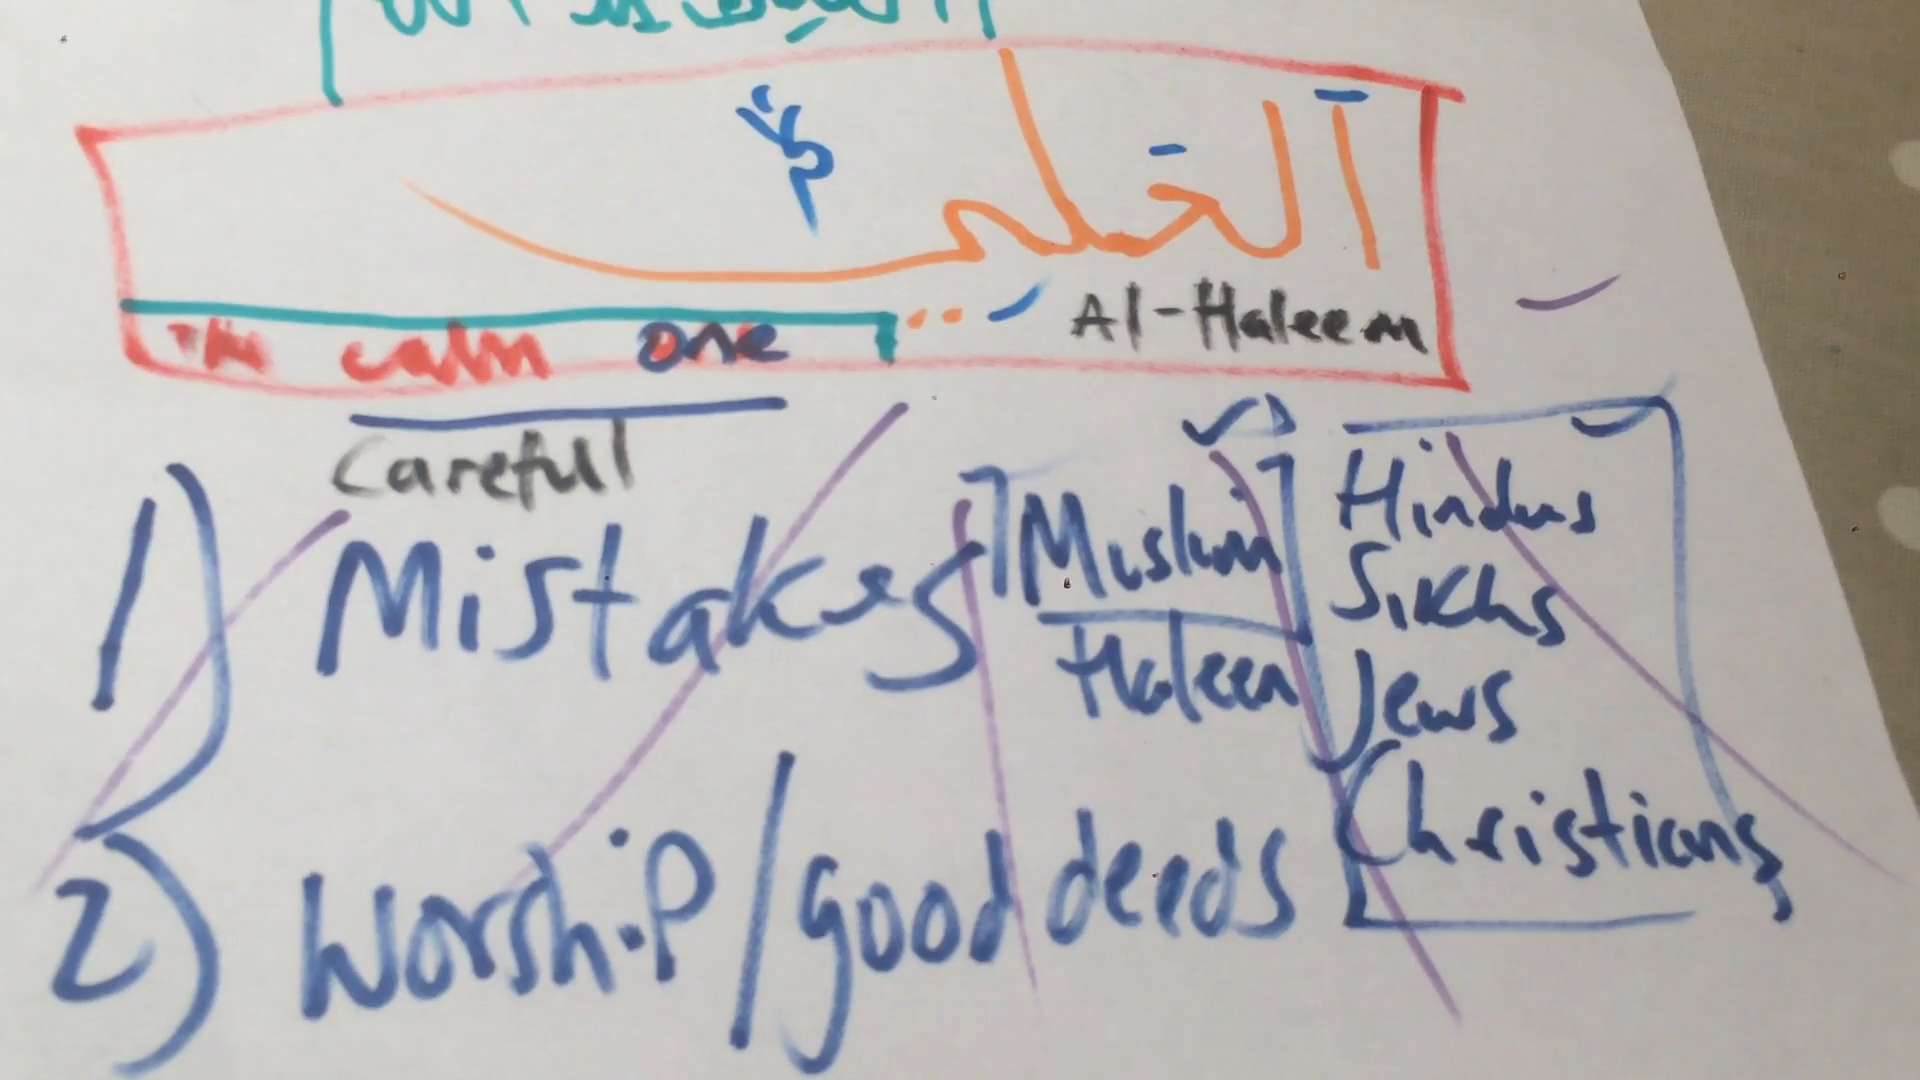 الحليم
Al-Haleem
The calm one
Careful
1) Mistakes
Muslim
Haleem
Hindus
Sikhs
Jews
Christians
2) Worship/good deeds